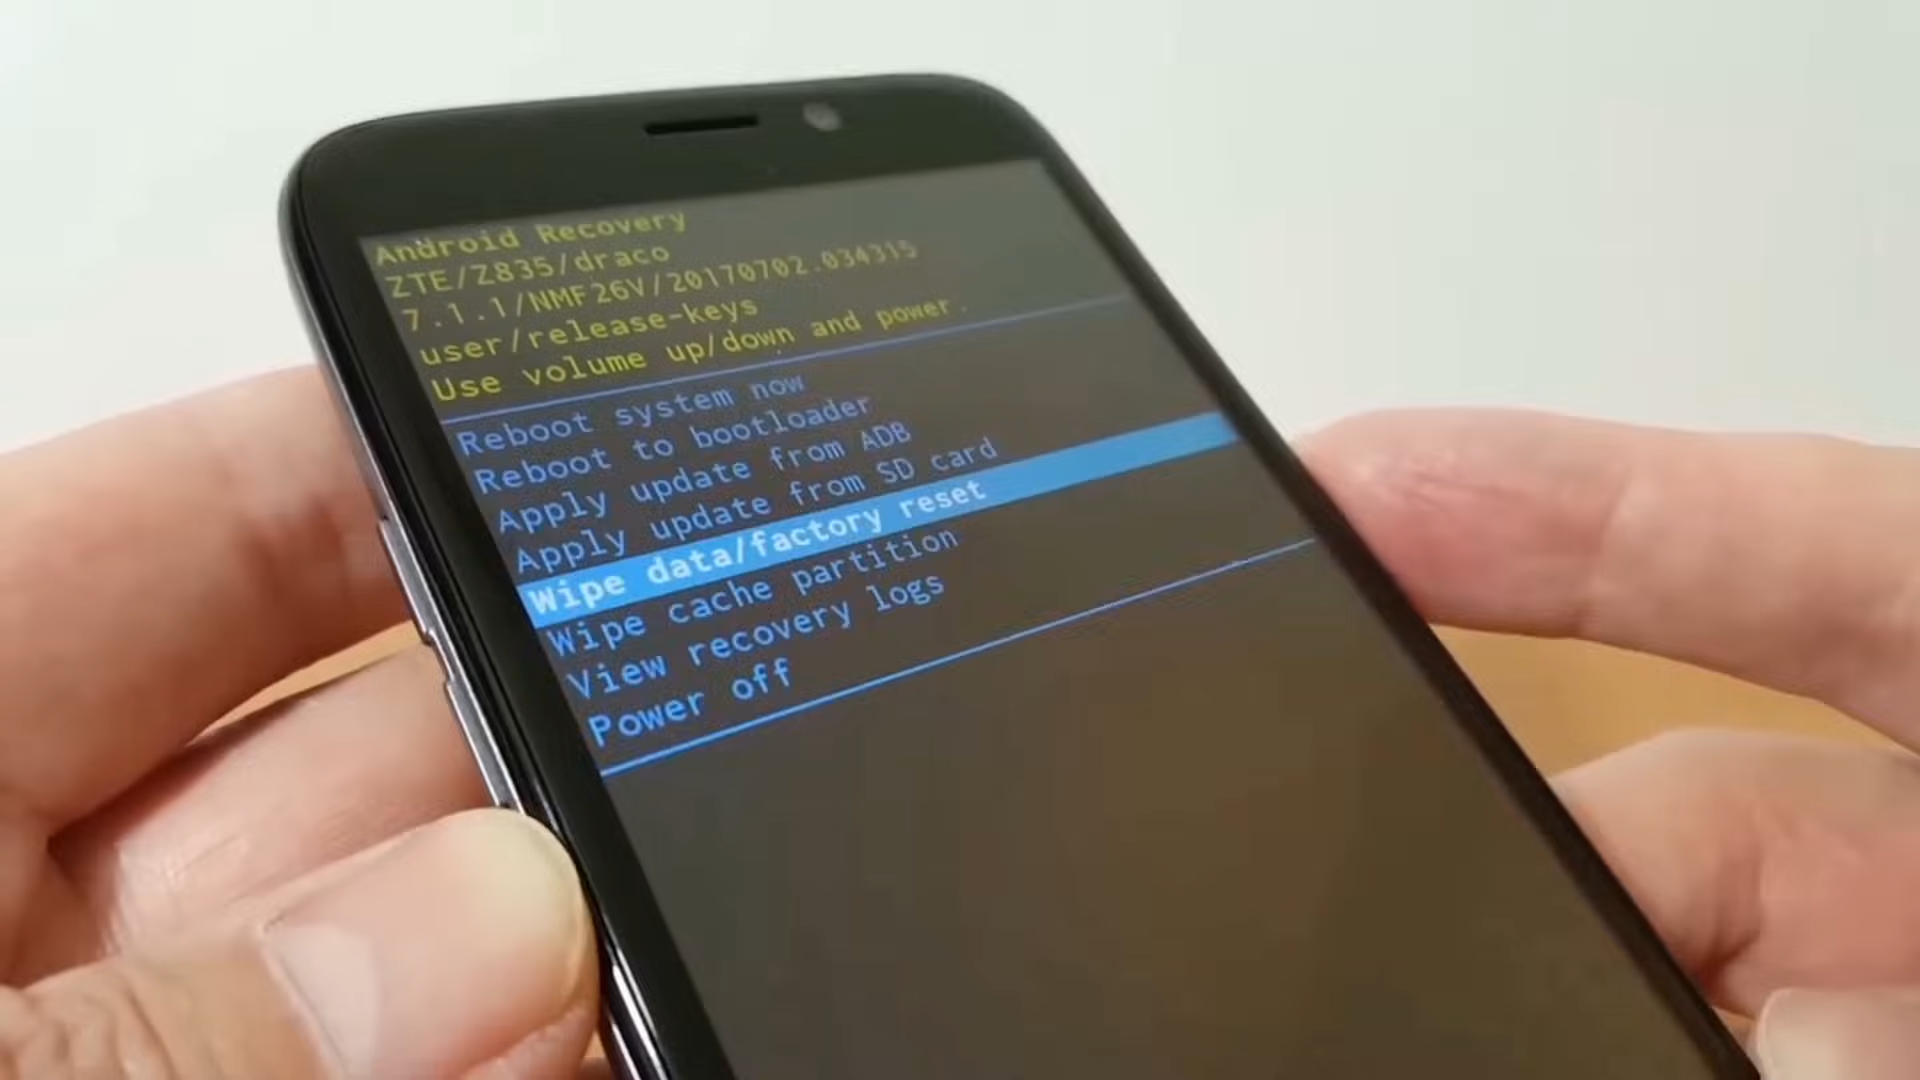 Android Recovery
ZTE/Z835/draco
7.1.1/NMF26V/20170702.034315
user/release-keys
Use volume up/down and power.
Reboot system now
Reboot to bootloader
Apply update from ADB
Apply update from SD card
Wipe data/factory reset
Wipe cache partition
View recovery logs
Power off